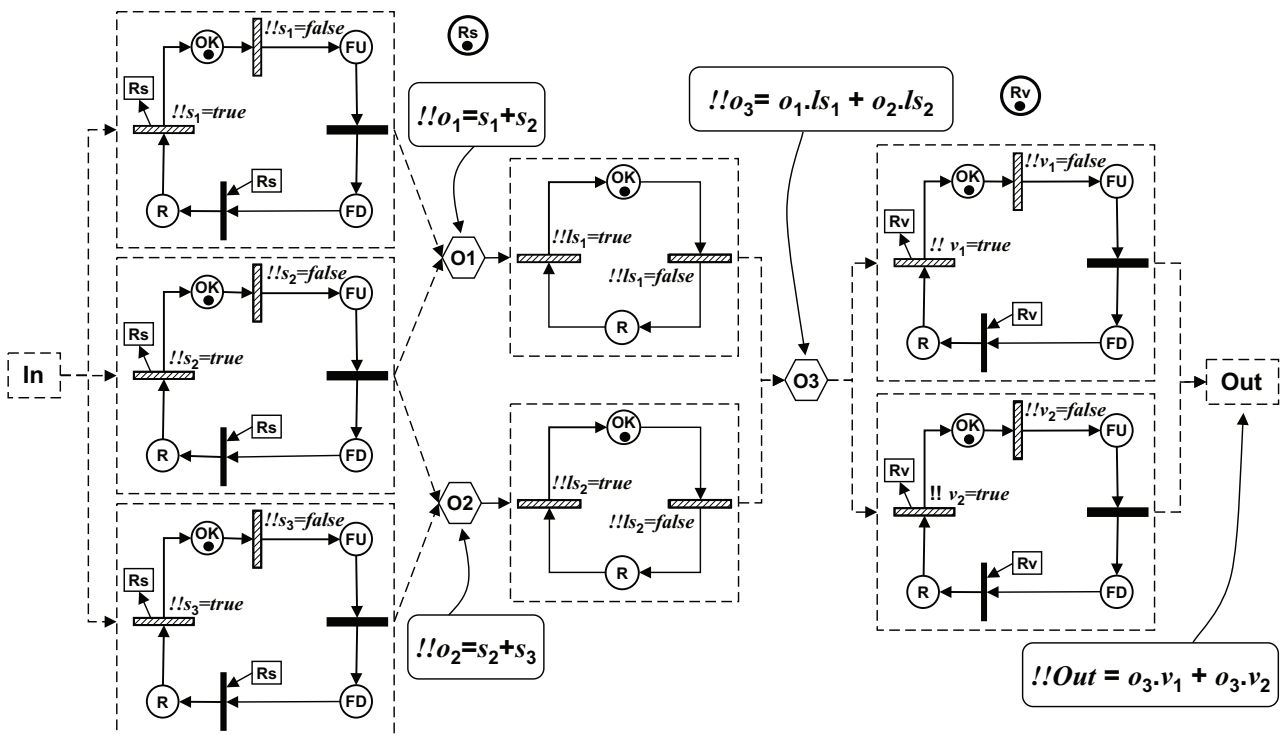 In
OK
!!s₁=false
FU
Rs
!!s₁=true
Rs
R
FD
OK
!!s₂=false
FU
Rs
!!s₂=true
Rs
R
FD
OK
!!s₃=false
FU
Rs
!!s₃=true
Rs
R
FD
Rs
!!o₁=s₁+s₂
O1
O2
!!o₂=s₂+s₃
OK
!!ls₁=true
!!ls₁=false
R
OK
!!ls₂=true
!!ls₂=false
R
!!o₃= o₁.ls₁ + o₂.ls₂
O3
Rv
OK
!!v₁=false
FU
Rv
!! v₁=true
Rv
R
FD
OK
!!v₂=false
FU
Rv
!! v₂=true
Rv
R
FD
Out
!!Out = o₃.v₁ + o₃.v₂